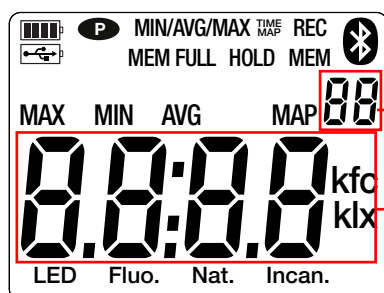 P MIN/AVG/MAX TIME MAP REC
MEM FULL HOLD MEM
MAX MIN AVG MAP 88
8.8:8.8 kfc
klx
LED Fluo. Nat. Incan.